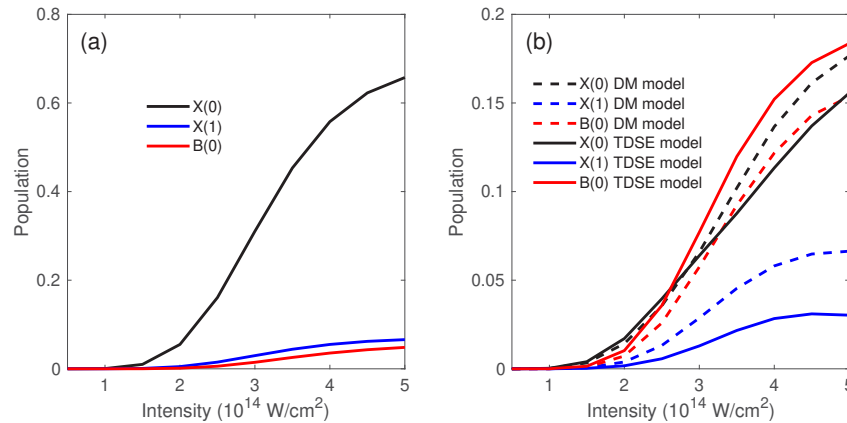 (a)
0.8
0.6
0.4
0.2
0
Population
X(0)
X(1)
B(0)
1 2 3 4 5
Intensity (10^14 W/cm^2)
(b)
0.2
0.15
0.1
0.05
0
Population
X(0) DM model
X(1) DM model
B(0) DM model
X(0) TDSE model
X(1) TDSE model
B(0) TDSE model
1 2 3 4 5
Intensity (10^14 W/cm^2)